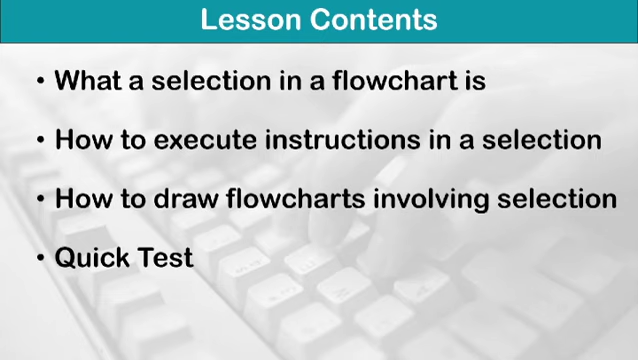 Lesson Contents
• What a selection in a flowchart is
• How to execute instructions in a selection
• How to draw flowcharts involving selection
• Quick Test